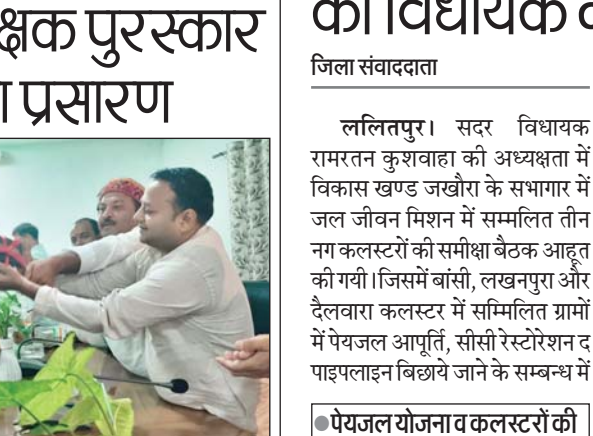 क्षक पुरस्कार
प्रसारण
को विधायक
जिला संवाददाता
ललितपुर। सदर विधायक
रामरतन कुशवाहा की अध्यक्षता में
विकास खण्ड जखौरा के सभागार में
जल जीवन मिशन में सम्मलित तीन
नग कलस्टरों की समीक्षा बैठक आहूत
की गयी।जिसमें बांसी, लखनपुरा और
दैलवारा कलस्टर में सम्मिलित ग्रामों
में पेयजल आपूर्ति, सीसी रेस्टोरेशन द
पाइपलाइन बिछाये जाने के सम्बन्ध में
●पेयजल योजना व कलस्टरों की